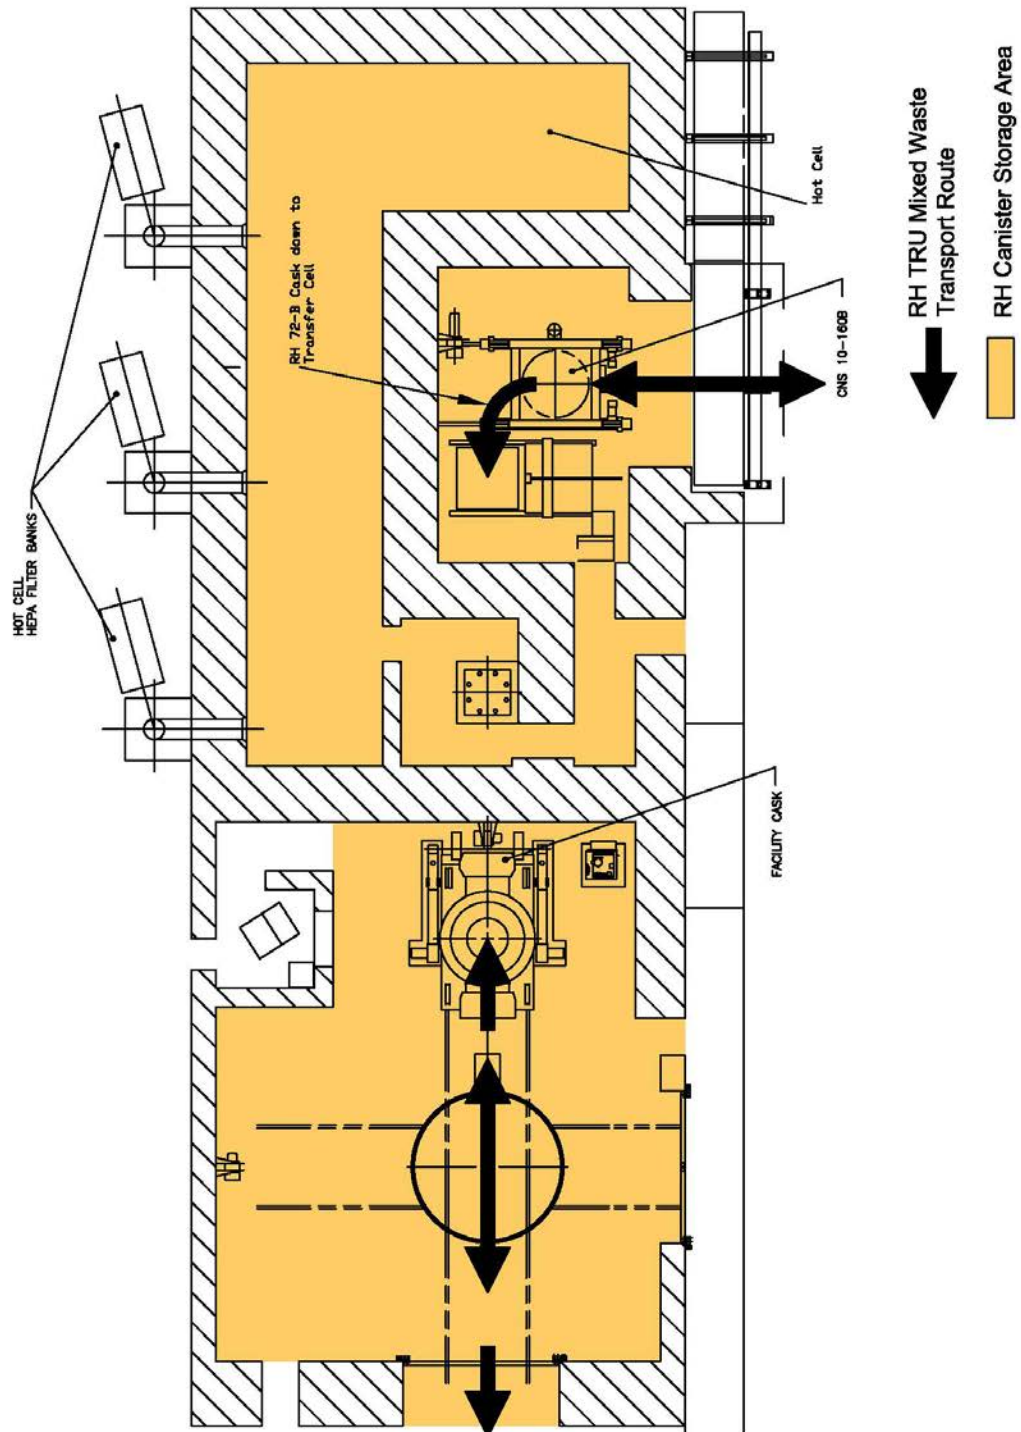 HOT CELL
HEPA FILTER BANKS
RH 72-B Cask down to
Transfer Cell
Hot Cell
CNS 10-160B
FACILITY CASK
RH TRU Mixed Waste
Transport Route
RH Canister Storage Area